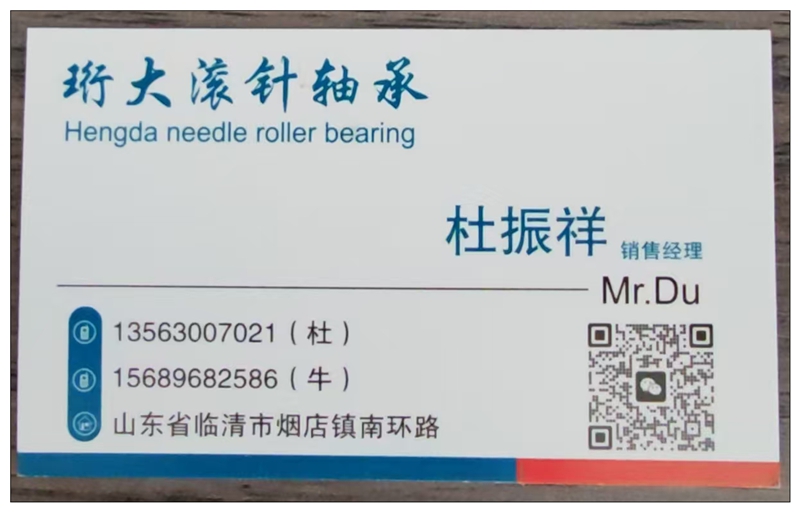 珩大滚针轴承
Hengda needle roller bearing
杜振祥 销售经理
Mr.Du
13563007021（杜）
15689682586（牛）
山东省临清市烟店镇南环路